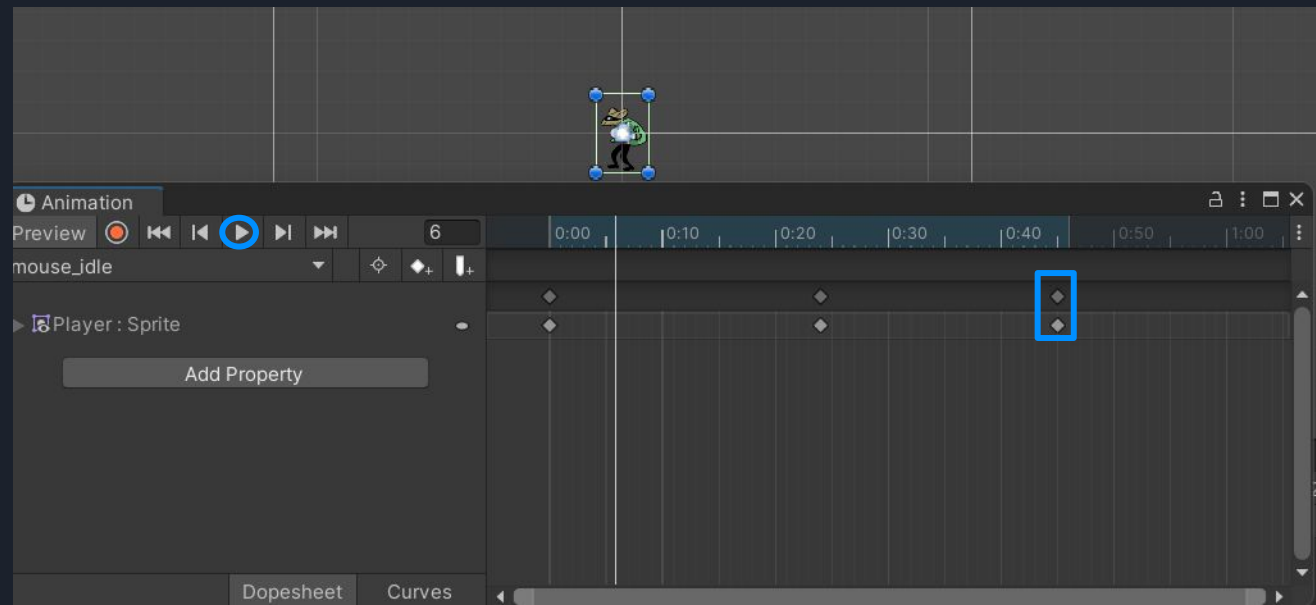 Animation
Preview 6 0:00 0:10 0:20 0:30 0:40 0:50 1:00
mouse_idle
Player : Sprite
Add Property
Dopesheet Curves